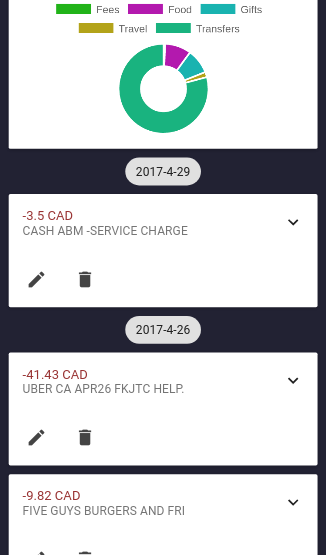 Fees Food Gifts
Travel Transfers
2017-4-29
-3.5 CAD
CASH ABM -SERVICE CHARGE
2017-4-26
-41.43 CAD
UBER CA APR26 FKJTC HELP.
-9.82 CAD
FIVE GUYS BURGERS AND FRI